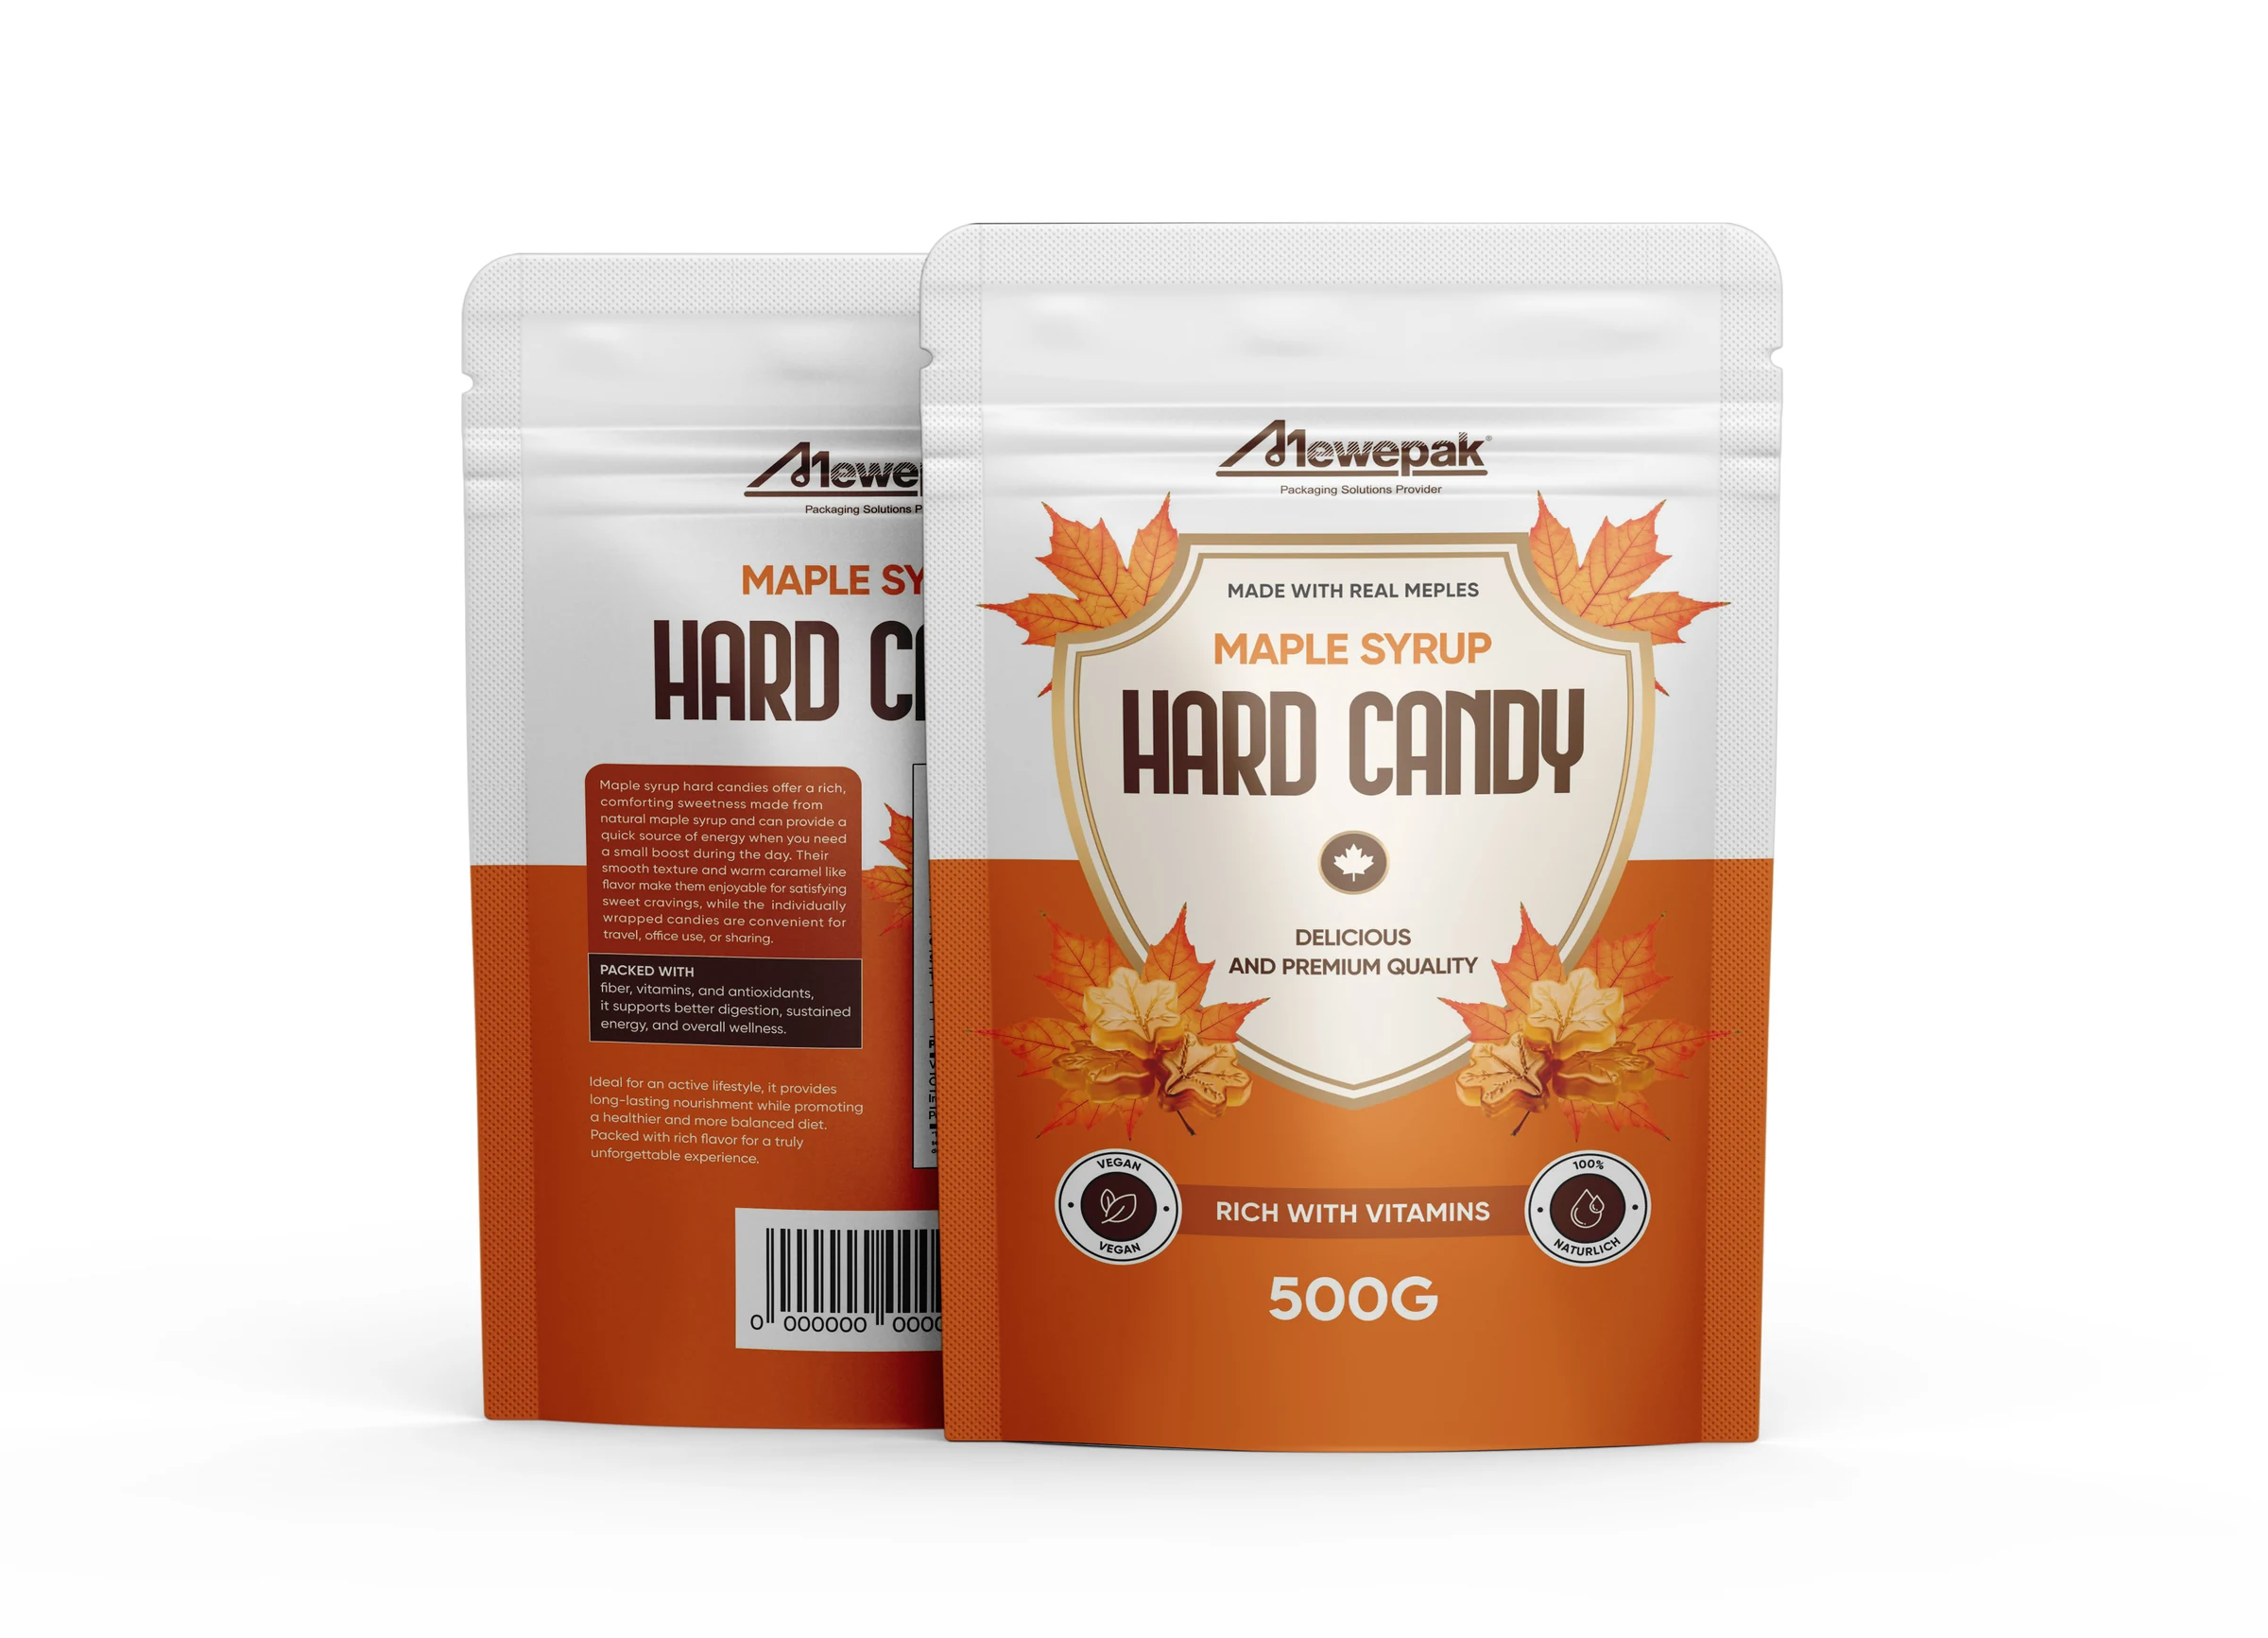 Mewepak
Packaging Solutions Provider
MADE WITH REAL MEPLES
MAPLE SYRUP
HARD CANDY
DELICIOUS
AND PREMIUM QUALITY
VEGAN
VEGAN
RICH WITH VITAMINS
100%
NATURLICH
500G
Packaging Solutions
MAPLE
HARD
Maple syrup hard candies offer a rich,
comforting sweetness made from
natural maple syrup and can provide a
quick source of energy when you need
a small boost during the day. Their
smooth texture and warm caramel like
flavor make them enjoyable for satisfying
sweet cravings, while the individually
wrapped candies are convenient for
travel, office use, or sharing.
PACKED WITH
fiber, vitamins, and antioxidants,
it supports better digestion, sustained
energy, and overall wellness.
Ideal for an active lifestyle, it provides
long-lasting nourishment while promoting
a healthier and more balanced diet.
Packed with rich flavor for a truly
unforgettable experience.
0 000000